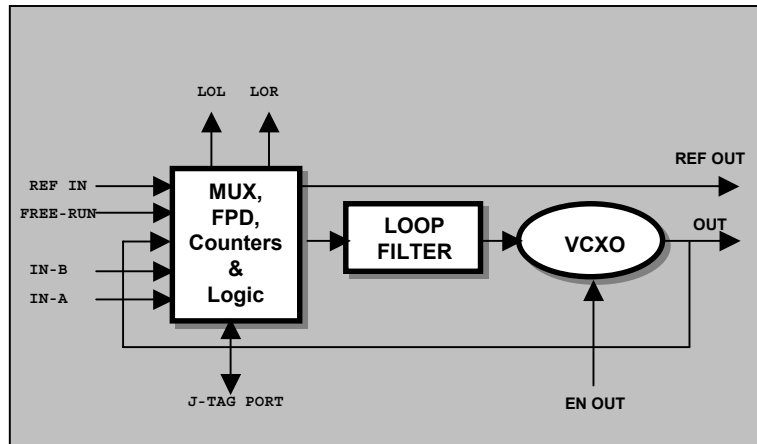 LOL
LOR
REF OUT
REF IN
FREE-RUN
IN-B
IN-A
MUX,
FPD,
Counters
&
Logic
LOOP
FILTER
VCXO
OUT
J-TAG PORT
EN OUT